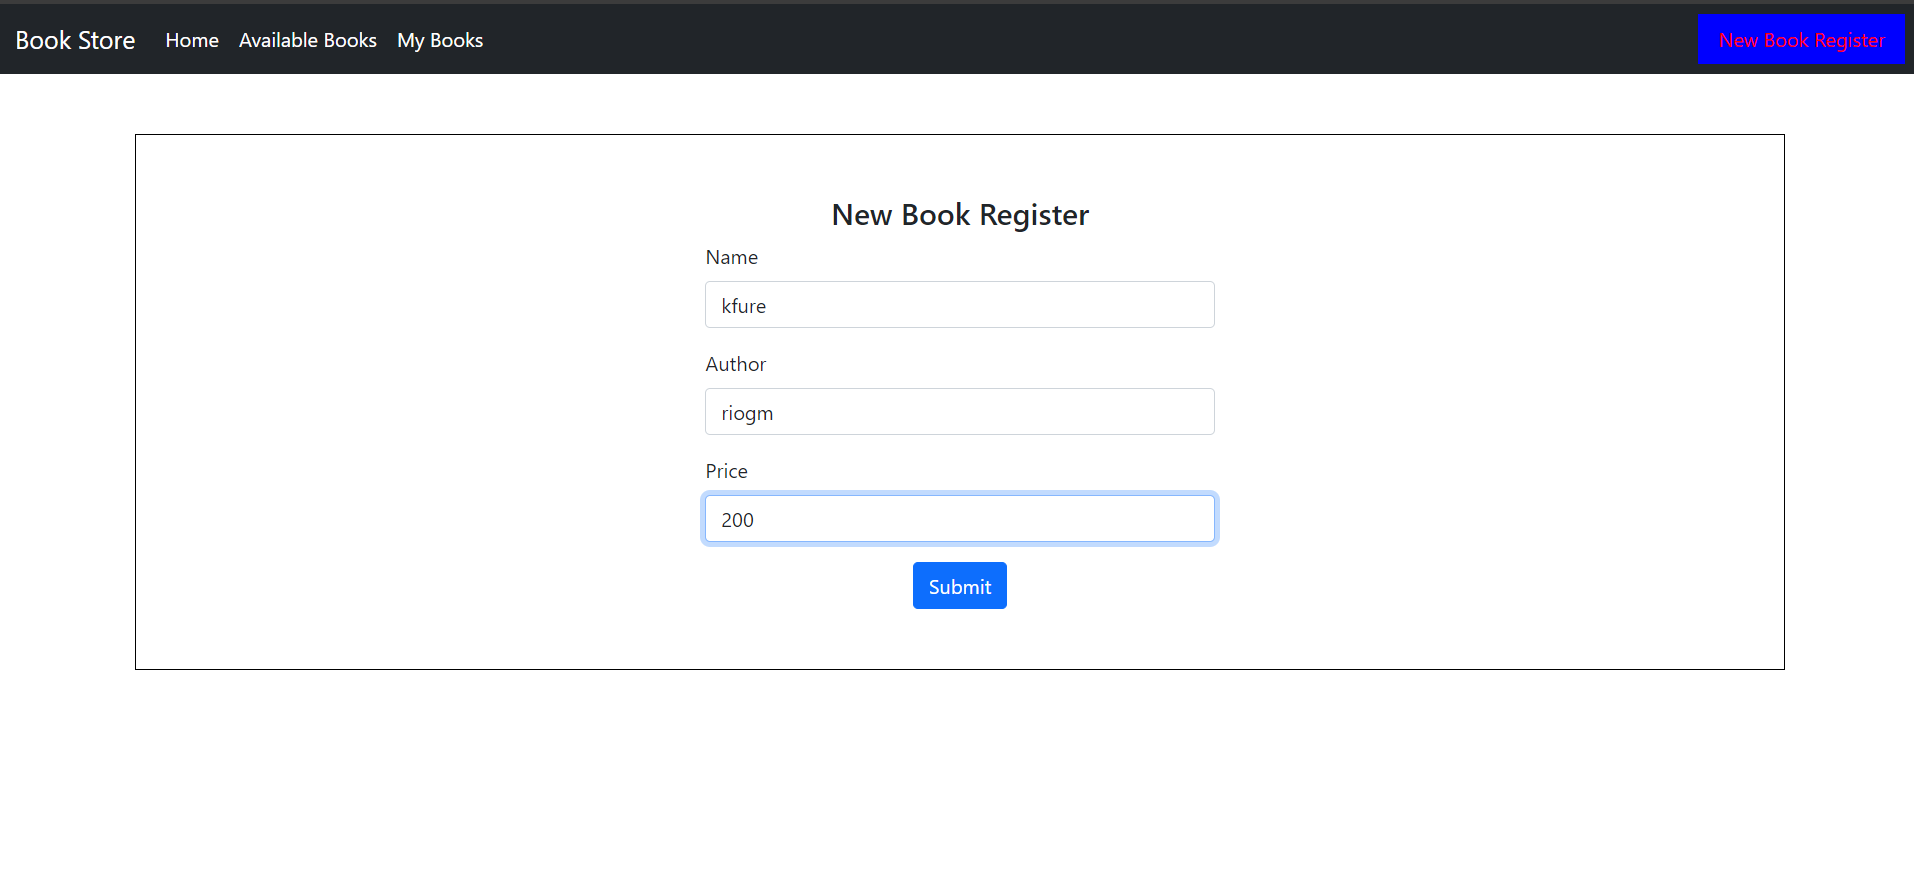 Book Store Home Available Books My Books New Book Register
New Book Register
Name
kfure
Author
riogm
Price
200
Submit